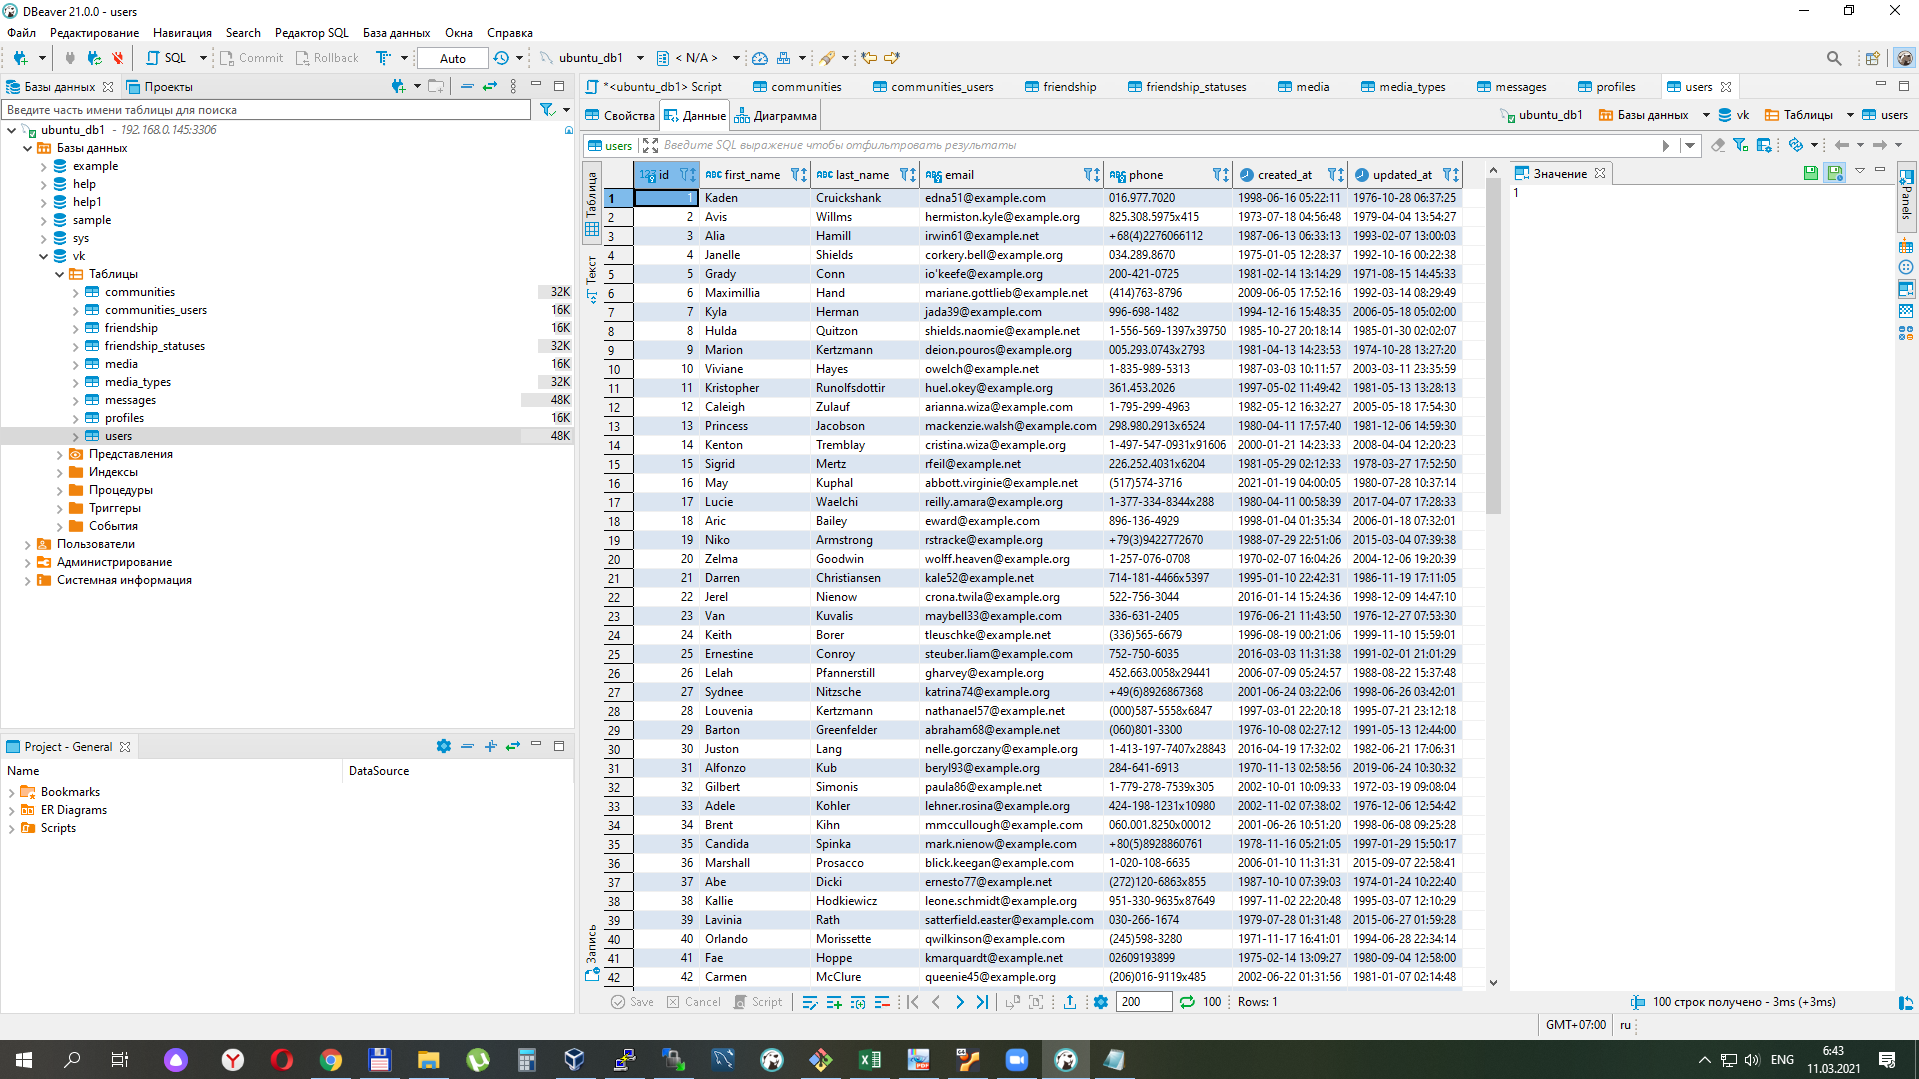 DBeaver 21.0.0 - users
Файл Редактирование Навигация Search Редактор SQL База данных Окна Справка
SQL Commit Rollback Auto ubuntu_db1 < N/A >
Базы данных Проекты
Введите часть имени таблицы для поиска
ubuntu_db1 - 192.168.0.145:3306
Базы данных
example
help
help1
sample
sys
vk
Таблицы
communities 32K
communities_users 16K
friendship 16K
friendship_statuses 32K
media 16K
media_types 32K
messages 48K
profiles 16K
users 48K
Представления
Индексы
Процедуры
Триггеры
События
Пользователи
Администрирование
Системная информация
Project - General
Name DataSource
Bookmarks
ER Diagrams
Scripts
*<ubuntu_db1> Script communities communities_users friendship friendship_statuses media media_types messages profiles users
Свойства Данные Диаграмма ubuntu_db1 Базы данных vk Таблицы users
users Введите SQL выражение чтобы отфильтровать результаты
Таблица
Текст
Запись
123 id ABC first_name ABC last_name ABC email ABC phone created_at updated_at
1 1 Kaden Cruickshank edna51@example.com 016.977.7020 1998-06-16 05:22:11 1976-10-28 06:37:25
2 2 Avis Willms hermiston.kyle@example.org 825.308.5975x415 1973-07-18 04:56:48 1979-04-04 13:54:27
3 3 Alia Hamill irwin61@example.net +68(4)2276066112 1987-06-13 06:33:13 1993-02-07 13:00:03
4 4 Janelle Shields corkery.bell@example.org 034.289.8670 1975-01-05 12:28:37 1992-10-16 00:22:38
5 5 Grady Conn io'keefe@example.org 200-421-0725 1981-02-14 13:14:29 1971-08-15 14:45:33
6 6 Maximillia Hand mariane.gottlieb@example.net (414)763-8796 2009-06-05 17:52:16 1992-03-14 08:29:49
7 7 Kyla Herman jada39@example.com 996-698-1482 1994-12-16 15:48:35 2006-05-18 05:02:00
8 8 Hulda Quitzon shields.naomie@example.net 1-556-569-1397x39750 1985-10-27 20:18:14 1985-01-30 02:02:07
9 9 Marion Kertzmann deion.pouros@example.org 005.293.0743x2793 1981-04-13 14:23:53 1974-10-28 13:27:20
10 10 Viviane Hayes owelch@example.net 1-835-989-5313 1987-03-03 10:11:57 2003-03-11 23:35:59
11 11 Kristopher Runolfsdottir huel.okey@example.org 361.453.2026 1997-05-02 11:49:42 1981-05-13 13:28:13
12 12 Caleigh Zulauf arianna.wiza@example.com 1-795-299-4963 1982-05-12 16:32:27 2005-05-18 17:54:30
13 13 Princess Jacobson mackenzie.walsh@example.com 298.980.2913x6524 1980-04-11 17:57:40 1981-12-06 14:59:30
14 14 Kenton Tremblay cristina.wiza@example.com 1-497-547-0931x91606 2000-01-21 14:23:33 2008-04-04 12:20:23
15 15 Sigrid Mertz rfeil@example.net 226.252.4031x6204 1981-05-29 02:12:33 1978-03-27 17:52:50
16 16 May Kuphal abbott.virginie@example.net (517)574-3716 2021-01-19 04:00:05 1980-07-28 10:37:14
17 17 Lucie Waelchi reilly.amara@example.org 1-377-334-8344x288 1980-04-11 00:58:39 2017-04-07 17:28:33
18 18 Aric Bailey eward@example.com 896-136-4929 1998-01-04 01:35:34 2006-01-18 07:32:01
19 19 Niko Armstrong rstracke@example.org +79(3)9422772670 1988-07-29 22:51:06 2015-03-04 07:39:38
20 20 Zelma Goodwin wolff.heaven@example.org 1-257-076-0708 1970-02-07 16:04:26 2004-12-06 19:20:39
21 21 Darren Christiansen kale52@example.net 714-181-4466x5397 1995-01-10 22:42:31 1986-11-19 17:11:05
22 22 Jerel Nienow crona.twila@example.org 522-756-3044 2016-01-14 15:24:36 1998-12-09 14:47:10
23 23 Van Kuvalis maybell33@example.com 336-631-2405 1976-06-21 11:43:50 1976-12-27 07:53:30
24 24 Keith Borer tleuschke@example.net (336)565-6679 1996-08-19 00:21:06 1999-11-10 15:59:01
25 25 Ernestine Conroy steuber.liam@example.com 752-750-6035 2016-03-03 11:31:38 1991-02-01 21:01:29
26 26 Lelah Pfannerstill gharvey@example.org 452.663.0058x29441 2006-07-09 05:24:57 1988-08-22 15:37:48
27 27 Sydnee Nitzsche katrina74@example.org +49(6)8926867368 2001-06-24 03:22:06 1998-06-26 03:42:01
28 28 Louvenia Kertzmann nathanael57@example.net (000)587-5558x6847 1997-03-01 22:20:18 1995-07-21 23:12:18
29 29 Barton Greenfelder abraham68@example.net (060)801-3300 1976-10-08 02:27:12 1991-05-13 12:44:00
30 30 Juston Lang nelle.gorczany@example.org 1-413-197-7407x28843 2016-04-19 17:32:02 1982-06-21 17:06:31
31 31 Alfonzo Kub beryl93@example.org 284-641-6913 1970-11-13 02:58:56 2019-06-24 10:30:32
32 32 Gilbert Simonis paula86@example.net 1-779-278-7539x305 2002-10-01 10:09:33 1972-03-19 09:08:04
33 33 Adele Kohler lehner.rosina@example.org 424-198-1231x10980 2002-11-02 07:38:02 1976-12-06 12:54:42
34 34 Brent Kihn mmccullough@example.com 060.001.8250x00012 2001-06-26 10:51:20 1998-06-08 09:25:28
35 35 Candida Spinka mark.nienow@example.com +80(5)8928860761 1978-11-16 05:21:05 1997-01-29 15:50:17
36 36 Marshall Prosacco blick.keegan@example.com 1-020-108-6635 2006-01-10 11:31:31 2015-09-07 22:58:41
37 37 Abe Dicki ernesto77@example.net (272)120-6863x855 1987-10-10 07:39:03 1974-01-24 10:22:40
38 38 Kallie Hodkiewicz leone.schmidt@example.org 951-330-9635x87649 1997-11-02 22:20:48 1995-03-07 12:10:29
39 39 Lavinia Rath satterfield.easter@example.com 030-266-1674 1979-07-28 01:31:48 2015-06-27 01:59:28
40 40 Orlando Morissette qwilkinson@example.com (245)598-3280 1971-11-17 16:41:01 1994-06-28 22:34:14
41 41 Fae Hoppe kmarquardt@example.net 02609193899 1975-02-14 13:09:27 1980-09-04 12:58:00
42 42 Carmen McClure queenie45@example.org (206)016-9119x485 2002-06-22 01:31:56 1981-01-07 02:14:48
Значение
1
Panels
Save Cancel Script 200 100 Rows: 1 100 строк получено - 3ms (+3ms)
GMT+07:00 ru
ENG 6:43
11.03.2021